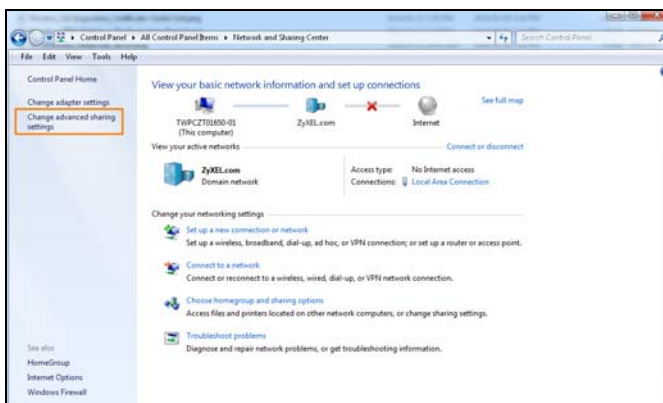 Control Panel ▸ All Control Panel Items ▸ Network and Sharing Center
Search Control Panel
File Edit View Tools Help
Control Panel Home
Change adapter settings
Change advanced sharing
settings
See also
HomeGroup
Internet Options
Windows Firewall
View your basic network information and set up connections
See full map
TWPCZT01650-01
(This computer)
ZyXEL.com
Internet
View your active networks
Connect or disconnect
ZyXEL.com
Domain network
Access type: No Internet access
Connections: Local Area Connection
Change your networking settings
Set up a new connection or network
Set up a wireless, broadband, dial-up, ad hoc, or VPN connection; or set up a router or access point.
Connect to a network
Connect or reconnect to a wireless, wired, dial-up, or VPN network connection.
Choose homegroup and sharing options
Access files and printers located on other network computers, or change sharing settings.
Troubleshoot problems
Diagnose and repair network problems, or get troubleshooting information.